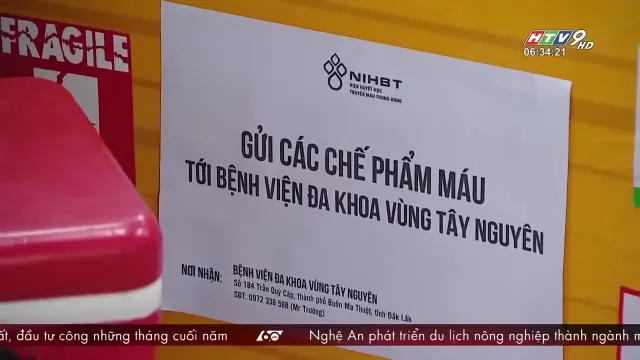 FRAGILE
HTV9 HD
06:34:21
NIHBT
VIỆN HUYẾT HỌC
TRUYỀN MÁU TRUNG ƯƠNG
GỬI CÁC CHẾ PHẨM MÁU
TỚI BỆNH VIỆN ĐA KHOA VÙNG TÂY NGUYÊN
NƠI NHẬN: BỆNH VIỆN ĐA KHOA VÙNG TÂY NGUYÊN
Số 184 Trần Quý Cáp, thành phố Buôn Ma Thuột, tỉnh Đắk Lắk
SĐT: 0972 336 568 (Mr Trường)
ất, đầu tư công những tháng cuối năm 60 Nghệ An phát triển du lịch nông nghiệp thành ngành m